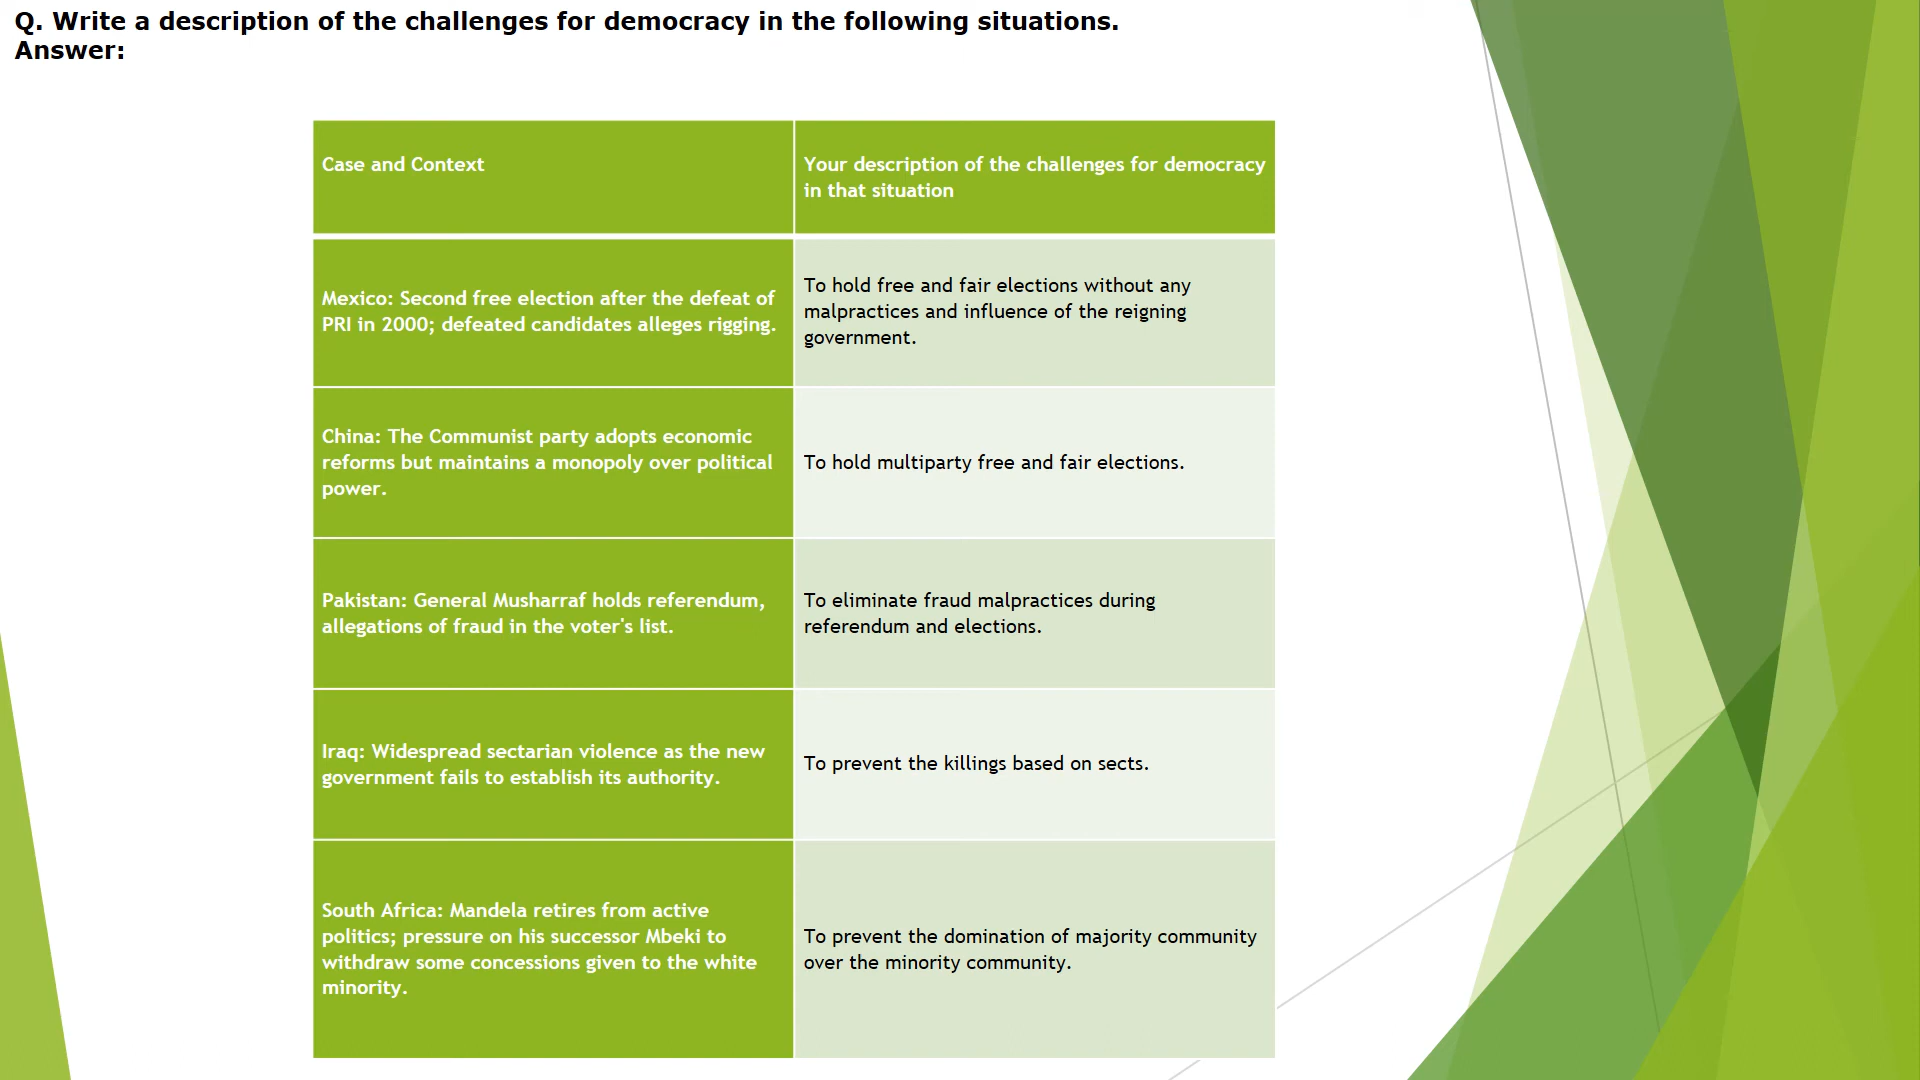 Q. Write a description of the challenges for democracy in the following situations.
Answer:
Case and Context
Your description of the challenges for democracy
in that situation
Mexico: Second free election after the defeat of
PRI in 2000; defeated candidates alleges rigging.
To hold free and fair elections without any
malpractices and influence of the reigning
government.
China: The Communist party adopts economic
reforms but maintains a monopoly over political
power.
To hold multiparty free and fair elections.
Pakistan: General Musharraf holds referendum,
allegations of fraud in the voter's list.
To eliminate fraud malpractices during
referendum and elections.
Iraq: Widespread sectarian violence as the new
government fails to establish its authority.
To prevent the killings based on sects.
South Africa: Mandela retires from active
politics; pressure on his successor Mbeki to
withdraw some concessions given to the white
minority.
To prevent the domination of majority community
over the minority community.